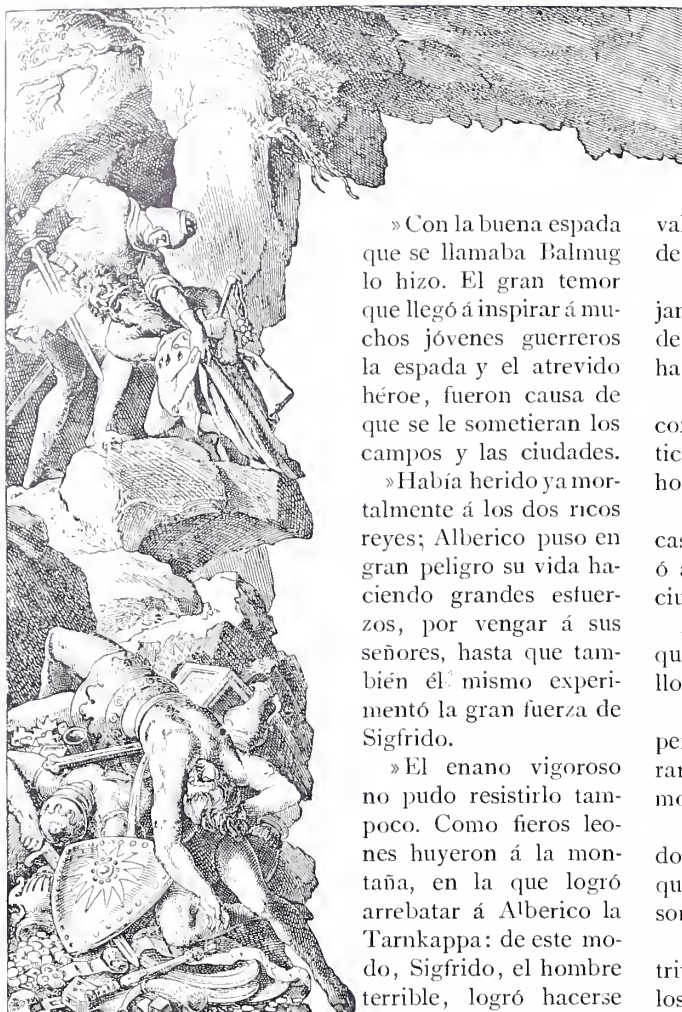 »Con la buena espada
que se llamaba Balmug
lo hizo. El gran temor
que llegó á inspirar á mu-
chos jóvenes guerreros
la espada y el atrevido
héroe, fueron causa de
que se le sometieran los
campos y las ciudades.
»Había herido ya mor-
talmente á los dos ricos
reyes; Alberico puso en
gran peligro su vida ha-
ciendo grandes esfuer-
zos, por vengar á sus
señores, hasta que tam-
bién él mismo experi-
mentó la gran fuerza de
Sigfrido.
»El enano vigoroso
no pudo resistirlo tam-
poco. Como fieros leo-
nes huyeron á la mon-
taña, en la que logró
arrebatar á Alberico la
Tarnkappa: de este mo-
do, Sigfrido, el hombre
terrible, logró hacerse
de
de
qu